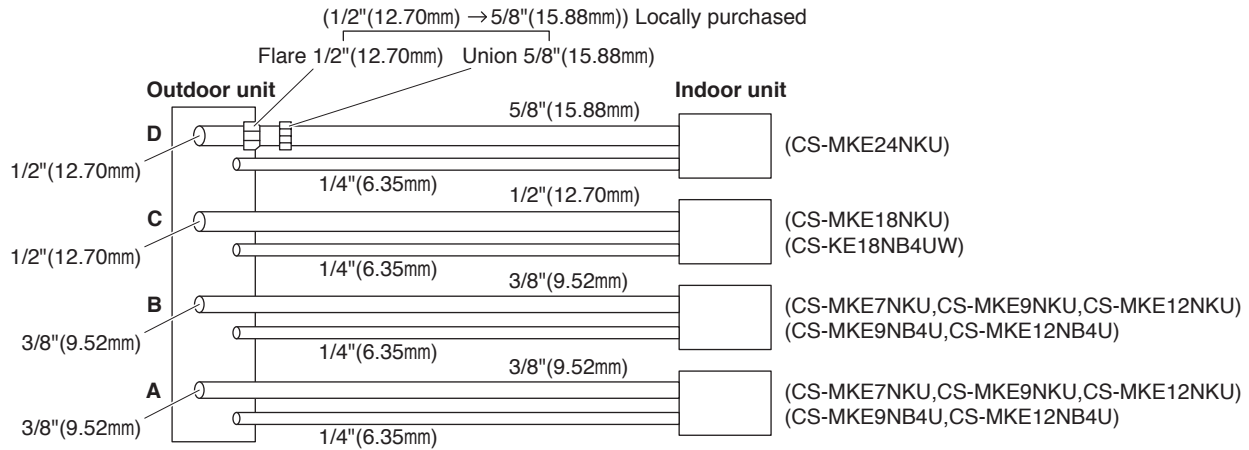 (1/2"(12.70mm) →5/8"(15.88mm)) Locally purchased
Flare 1/2"(12.70mm) Union 5/8"(15.88mm)
Outdoor unit
Indoor unit
D
1/2"(12.70mm)
5/8"(15.88mm)
1/4"(6.35mm)
(CS-MKE24NKU)
C
1/2"(12.70mm)
1/2"(12.70mm)
1/4"(6.35mm)
(CS-MKE18NKU)
(CS-KE18NB4UW)
B
3/8"(9.52mm)
3/8"(9.52mm)
1/4"(6.35mm)
(CS-MKE7NKU,CS-MKE9NKU,CS-MKE12NKU)
(CS-MKE9NB4U,CS-MKE12NB4U)
A
3/8"(9.52mm)
3/8"(9.52mm)
1/4"(6.35mm)
(CS-MKE7NKU,CS-MKE9NKU,CS-MKE12NKU)
(CS-MKE9NB4U,CS-MKE12NB4U)